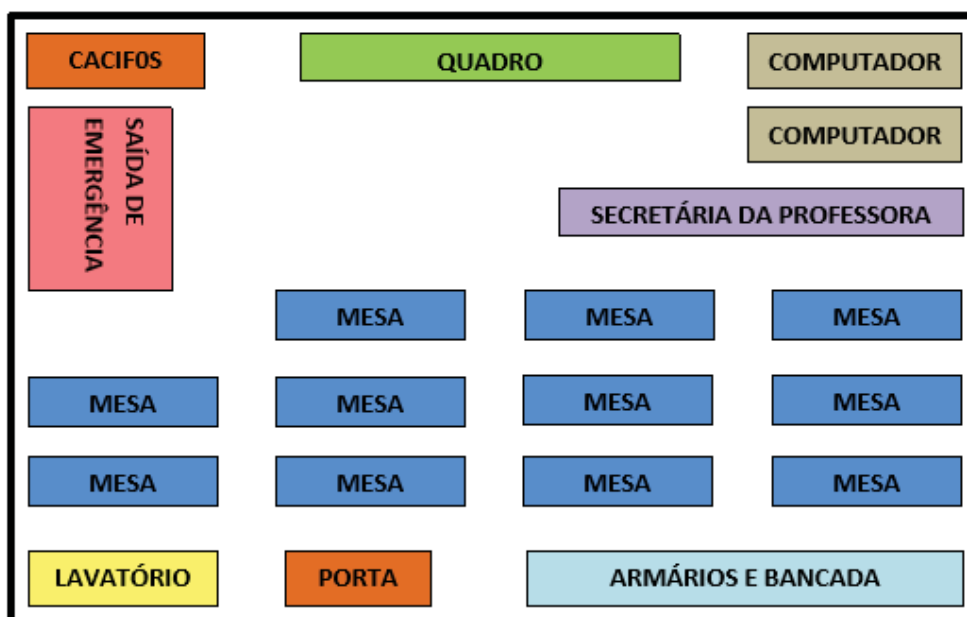 CACIF0S
QUADRO
COMPUTADOR
SAÍDA DE
EMERGÊNCIA
COMPUTADOR
SECRETÁRIA DA PROFESSORA
MESA
MESA
MESA
MESA
MESA
MESA
MESA
MESA
MESA
MESA
MESA
LAVATÓRIO
PORTA
ARMÁRIOS E BANCADA